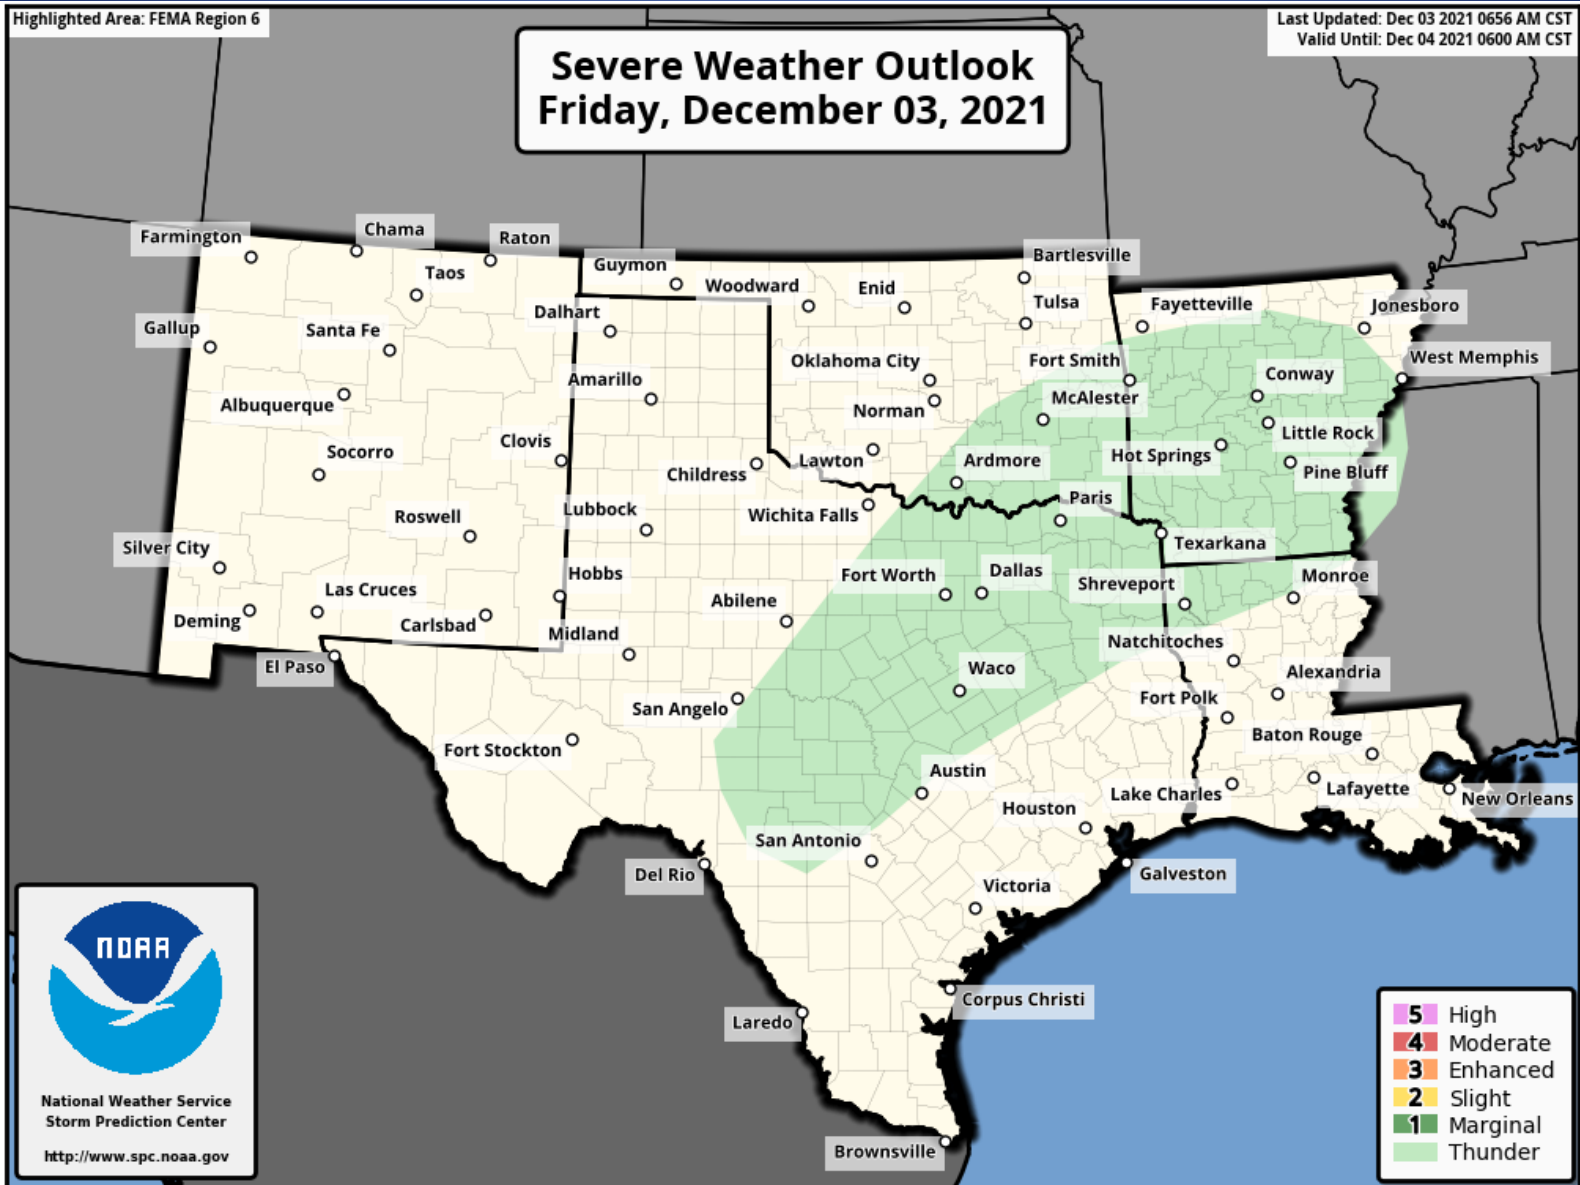 Highlighted Area: FEMA Region 6
Last Updated: Dec 03 2021 0656 AM CST
Valid Until: Dec 04 2021 0600 AM CST
Severe Weather Outlook
Friday, December 03, 2021
Farmington
Chama
Raton
Taos
Guymon
Woodward
Enid
Bartlesville
Tulsa
Fayetteville
Jonesboro
Gallup
Santa Fe
Dalhart
Oklahoma City
Fort Smith
West Memphis
Albuquerque
Amarillo
Norman
McAlester
Conway
Little Rock
Socorro
Clovis
Childress
Lawton
Ardmore
Hot Springs
Pine Bluff
Roswell
Lubbock
Wichita Falls
Paris
Texarkana
Silver City
Las Cruces
Hobbs
Abilene
Fort Worth
Dallas
Shreveport
Monroe
Deming
Carlsbad
Midland
Natchitoches
El Paso
San Angelo
Waco
Fort Polk
Alexandria
Fort Stockton
Austin
Baton Rouge
Houston
Lake Charles
Lafayette
New Orleans
Del Rio
San Antonio
Victoria
Galveston
Laredo
Corpus Christi
Brownsville
NOAA
National Weather Service
Storm Prediction Center
http://www.spc.noaa.gov
5 High
4 Moderate
3 Enhanced
2 Slight
1 Marginal
Thunder